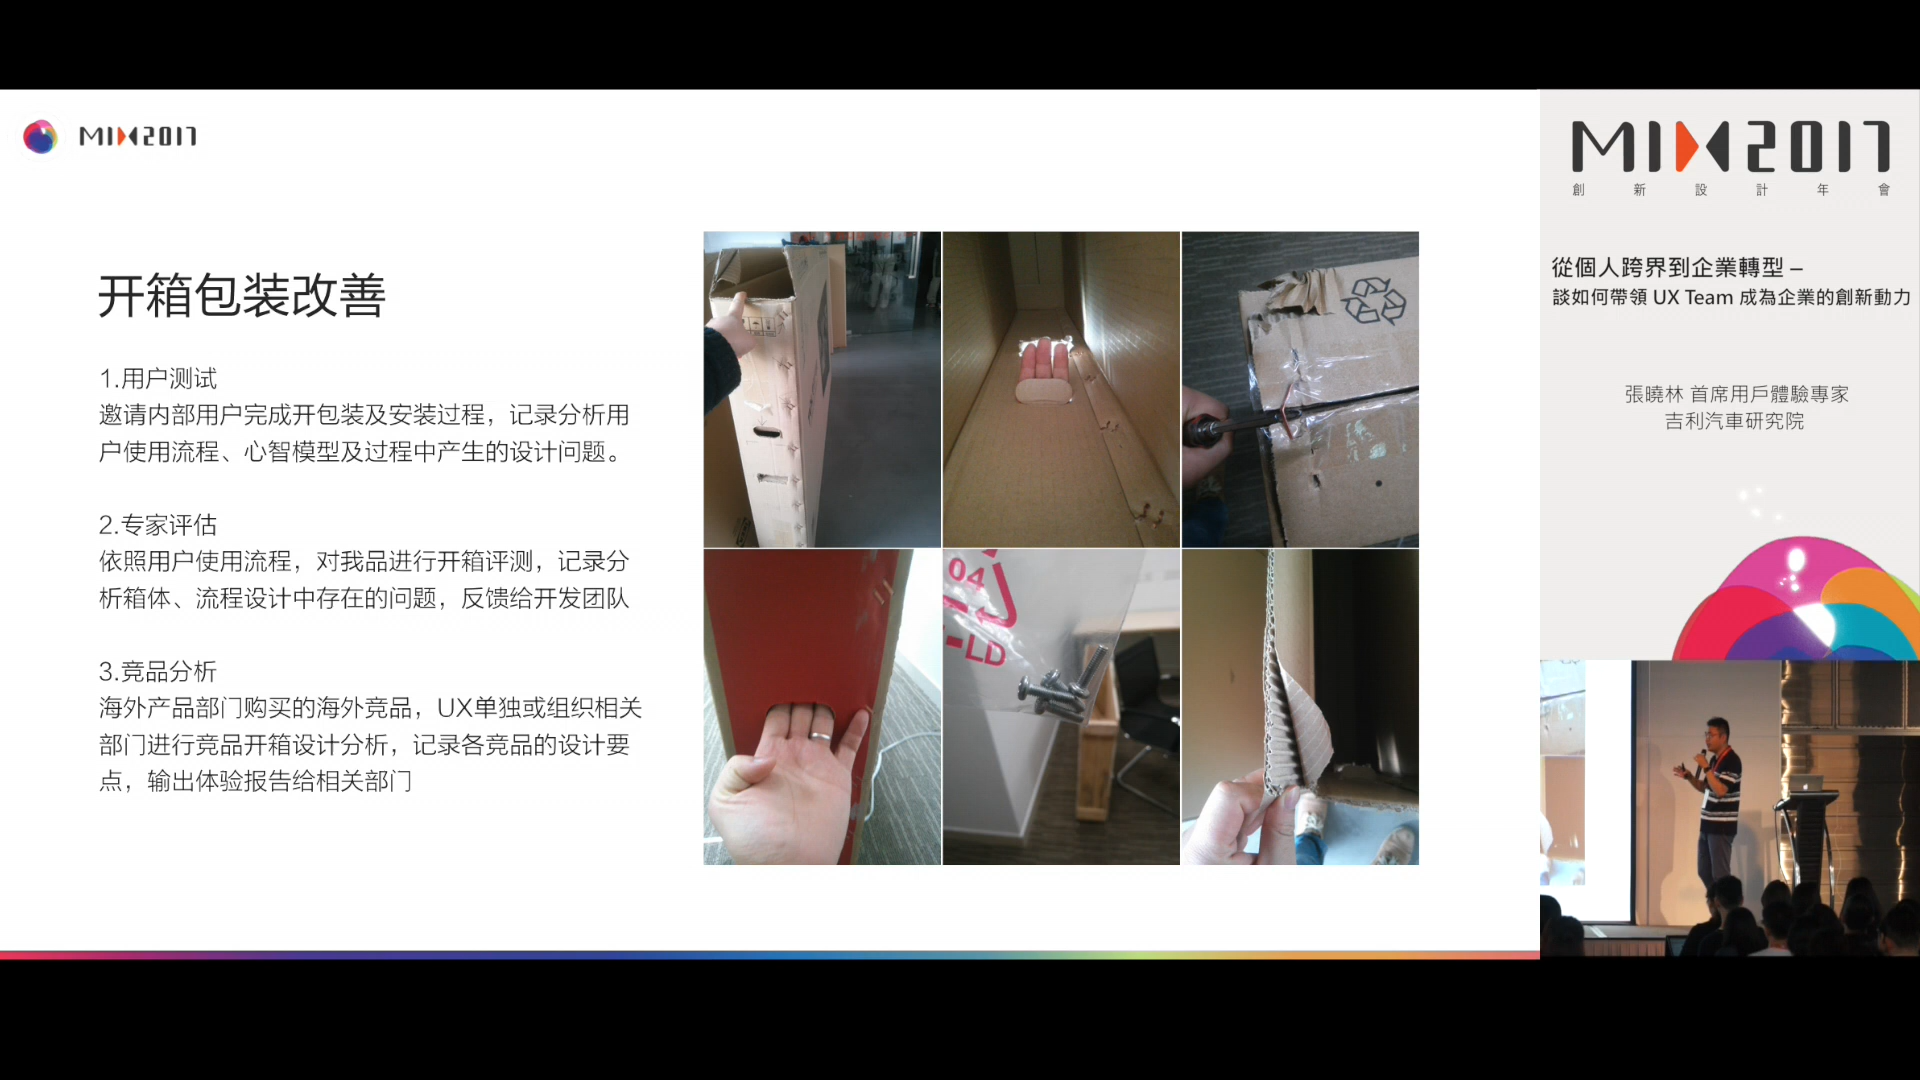 MIX2017
开箱包装改善
1.用户测试
邀请内部用户完成开包装及安装过程，记录分析用
户使用流程、心智模型及过程中产生的设计问题。
2.专家评估
依照用户使用流程，对我品进行开箱评测，记录分
析箱体、流程设计中存在的问题，反馈给开发团队
3.竞品分析
海外产品部门购买的海外竞品，UX单独或组织相关
部门进行竞品开箱设计分析，记录各竞品的设计要
点，输出体验报告给相关部门
04
-LD
MIX2017
創新設計年會
從個人跨界到企業轉型 –
談如何帶領 UX Team 成為企業的創新動力
張曉林 首席用戶體驗專家
吉利汽車研究院